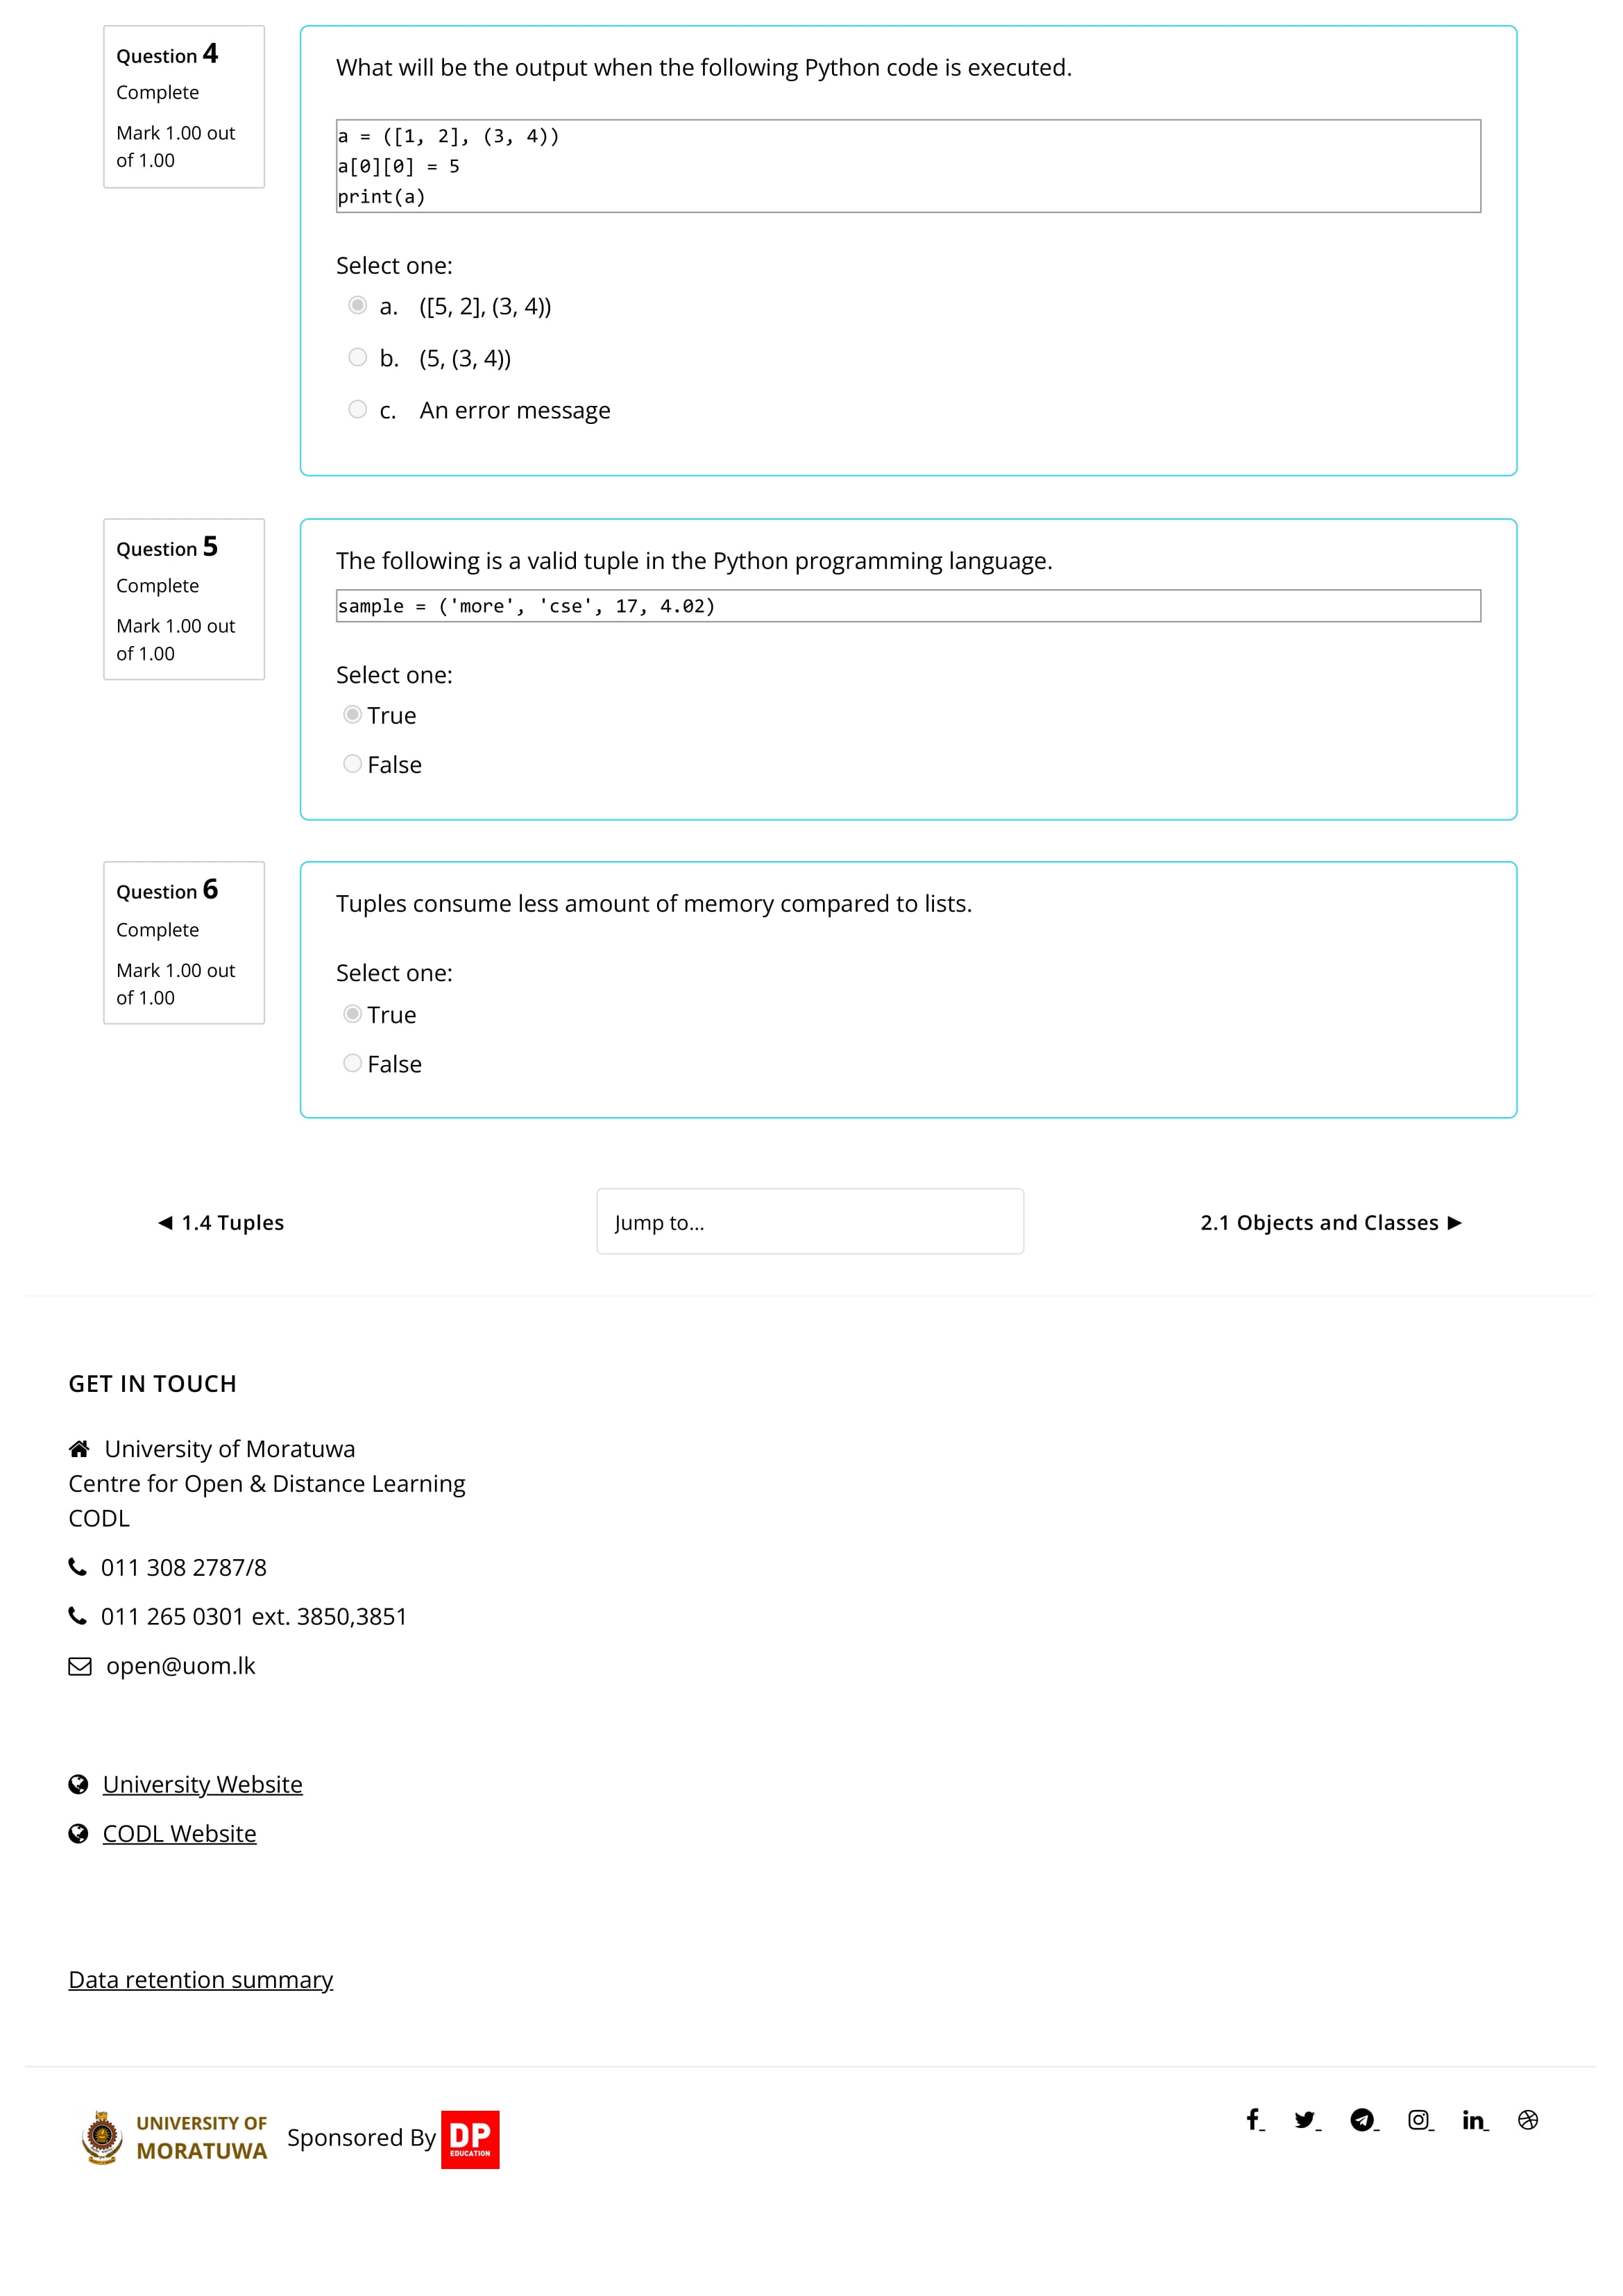 Question 4
Complete
Mark 1.00 out
of 1.00
What will be the output when the following Python code is executed.
a = ([1, 2], (3, 4))
a[0][0] = 5
print(a)
Select one:
a. ([5, 2], (3, 4))
b. (5, (3, 4))
c. An error message
Question 5
Complete
Mark 1.00 out
of 1.00
The following is a valid tuple in the Python programming language.
sample = ('more', 'cse', 17, 4.02)
Select one:
True
False
Question 6
Complete
Mark 1.00 out
of 1.00
Tuples consume less amount of memory compared to lists.
Select one:
True
False
◄ 1.4 Tuples
Jump to...
2.1 Objects and Classes ►
GET IN TOUCH
University of Moratuwa
Centre for Open & Distance Learning
CODL
011 308 2787/8
011 265 0301 ext. 3850,3851
open@uom.lk
University Website
CODL Website
Data retention summary
UNIVERSITY OF
MORATUWA
Sponsored By
DP
EDUCATION